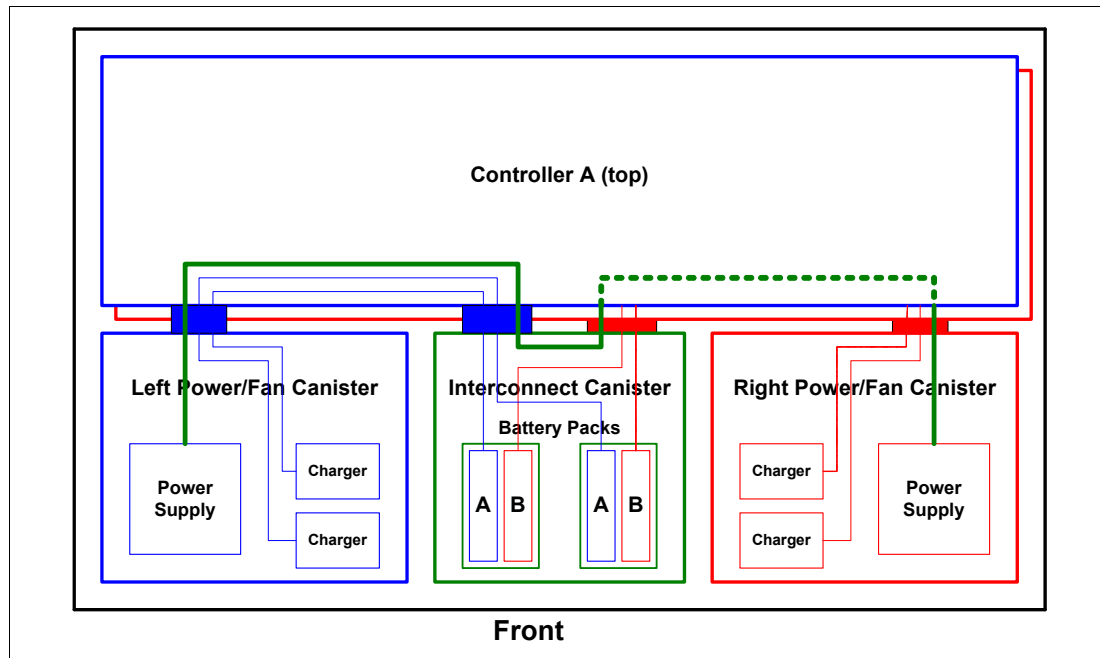 Controller A (top)
Left Power/Fan Canister
Interconnect Canister
Right Power/Fan Canister
Battery Packs
Power
Supply
Charger
Charger
A
B
A
B
Charger
Charger
Power
Supply
Front